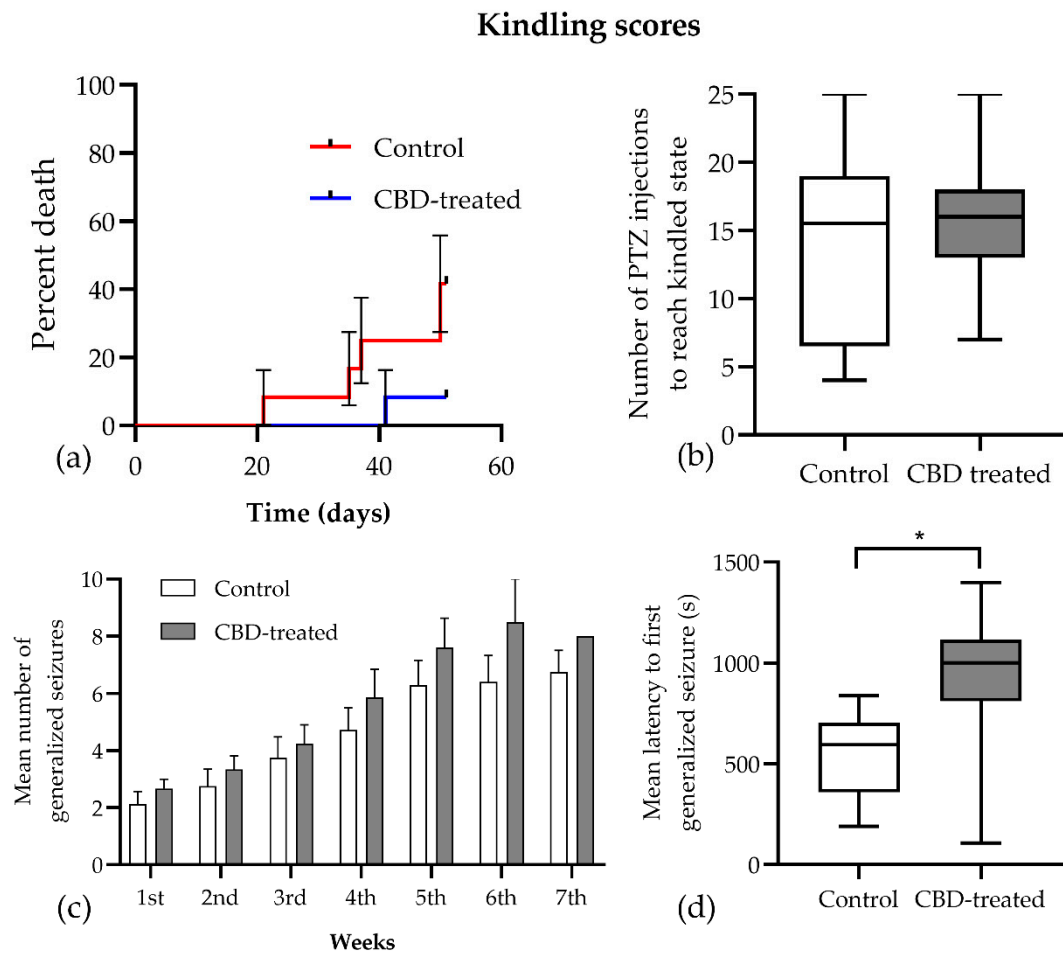 Kindling scores
Percent death
100
80
60
40
20
0
Control
CBD-treated
0
20
40
60
(a)
Time (days)
Number of PTZ injections
to reach kindled state
25
20
15
10
5
0
(b)
Control
CBD treated
Mean number of
generalized seizures
10
8
6
4
2
0
Control
CBD-treated
1st
2nd
3rd
4th
5th
6th
7th
(c)
Weeks
Mean latency to first
generalized seizure (s)
1500
1000
500
0
*
(d)
Control
CBD-treated